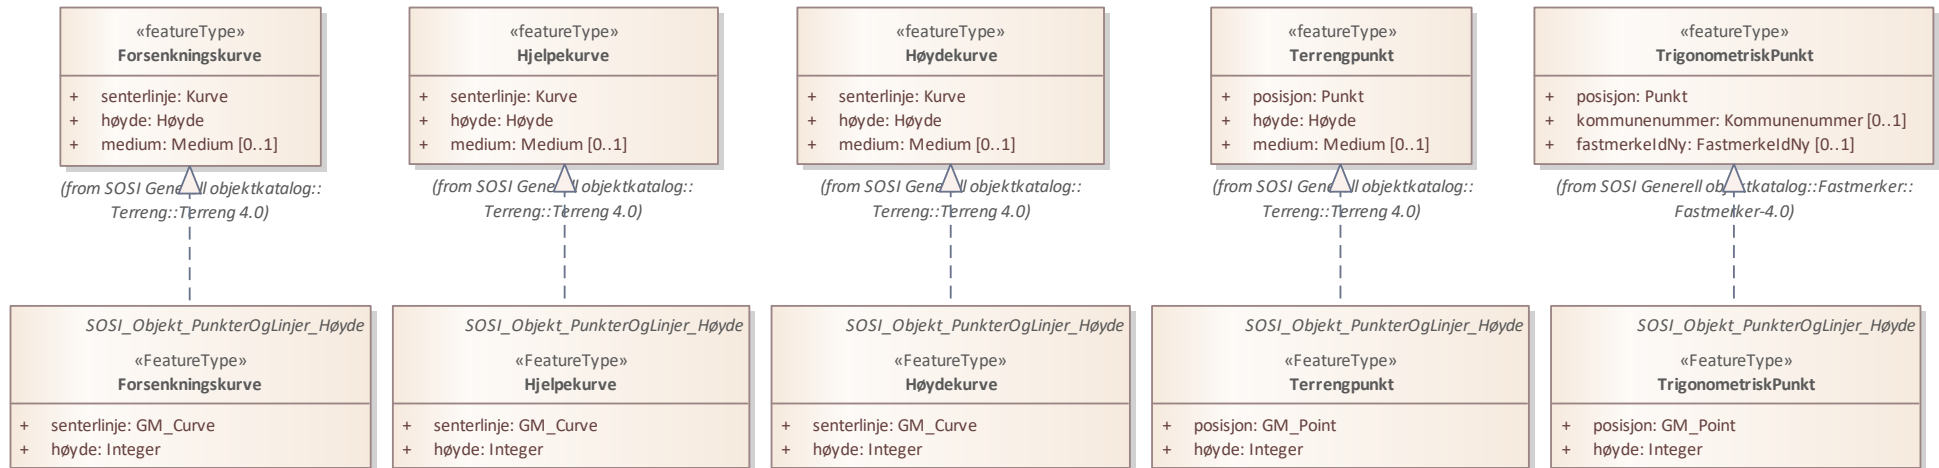 «featureType»
Forsenkningskurve
+ senterlinje: Kurve
+ høyde: Høyde
+ medium: Medium [0..1]
(from SOSI Generell objektkatalog::
Terreng::Terreng 4.0)
«featureType»
Hjelpekurve
+ senterlinje: Kurve
+ høyde: Høyde
+ medium: Medium [0..1]
(from SOSI Generell objektkatalog::
Terreng::Terreng 4.0)
«featureType»
Høydekurve
+ senterlinje: Kurve
+ høyde: Høyde
+ medium: Medium [0..1]
(from SOSI Generell objektkatalog::
Terreng::Terreng 4.0)
«featureType»
Terrengpunkt
+ posisjon: Punkt
+ høyde: Høyde
+ medium: Medium [0..1]
(from SOSI Generell objektkatalog::
Terreng::Terreng 4.0)
«featureType»
TrigonometriskPunkt
+ posisjon: Punkt
+ kommunenummer: Kommunenummer [0..1]
+ fastmerkeIdNy: FastmerkeIdNy [0..1]
(from SOSI Generell objektkatalog::Fastmerker::
Fastmerker-4.0)
SOSI_Objekt_PunkterOgLinjer_Høyde
«FeatureType»
Forsenkningskurve
+ senterlinje: GM_Curve
+ høyde: Integer
SOSI_Objekt_PunkterOgLinjer_Høyde
«FeatureType»
Hjelpekurve
+ senterlinje: GM_Curve
+ høyde: Integer
SOSI_Objekt_PunkterOgLinjer_Høyde
«FeatureType»
Høydekurve
+ senterlinje: GM_Curve
+ høyde: Integer
SOSI_Objekt_PunkterOgLinjer_Høyde
«FeatureType»
Terrengpunkt
+ posisjon: GM_Point
+ høyde: Integer
SOSI_Objekt_PunkterOgLinjer_Høyde
«FeatureType»
TrigonometriskPunkt
+ posisjon: GM_Point
+ høyde: Integer